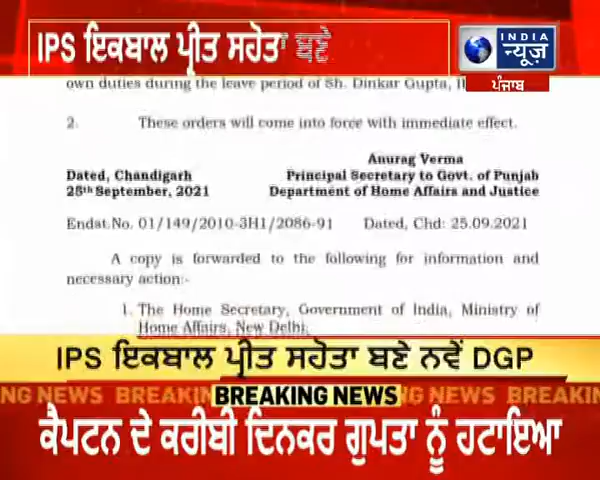 IPS ਇਕਬਾਲ ਪ੍ਰੀਤ ਸਹੋਤਾ ਬਣੇ
INDIA
न्यूज़
ਪੰਜਾਬ
own duties during the leave period of Sh. Dinkar Gupta,
2. These orders will come into force with immediate effect.
Anurag Verma
Dated, Chandigarh Principal Secretary to Govt. of Punjab
25th September, 2021 Department of Home Affairs and Justice
Endst.No. 01/149/2010-3H1/2086-91 Dated, Chd: 25.09.2021
A copy is forwarded to the following for information and
necessary action:-
1. The Home Secretary, Government of India, Ministry of
Home Affairs, New Delhi.
IPS ਇਕਬਾਲ ਪ੍ਰੀਤ ਸਹੋਤਾ ਬਣੇ ਨਵੇਂ DGP
NG NEWS BREAKIN BREAKING NEWS G NEWS BREAKING
ਕੈਪਟਨ ਦੇ ਕਰੀਬੀ ਦਿਨਕਰ ਗੁਪਤਾ ਨੂੰ ਹਟਾਇਆ